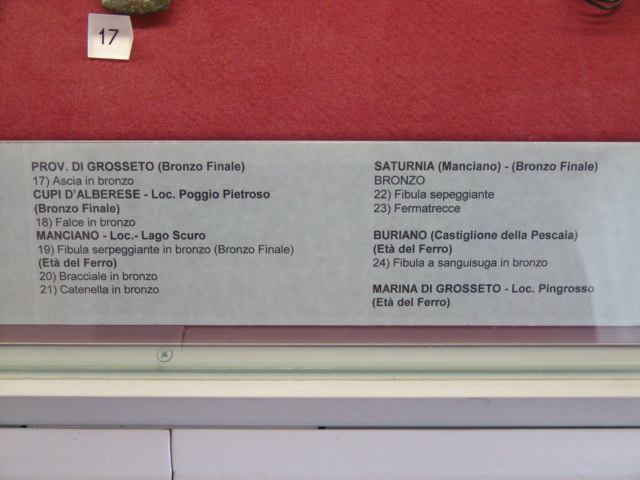 17
PROV. DI GROSSETO (Bronzo Finale)
17) Ascia in bronzo
CUPI D'ALBERESE - Loc. Poggio Pietroso
(Bronzo Finale)
18) Falce in bronzo
MANCIANO - Loc.- Lago Scuro
19) Fibula serpeggiante in bronzo (Bronzo Finale)
(Età del Ferro)
20) Bracciale in bronzo
21) Catenella in bronzo
SATURNIA (Manciano) - (Bronzo Finale)
BRONZO
22) Fibula sepeggiante
23) Fermatrecce
BURIANO (Castiglione della Pescaia)
(Età del Ferro)
24) Fibula a sanguisuga in bronzo
MARINA DI GROSSETO - Loc. Pingrosso
(Età del Ferro)